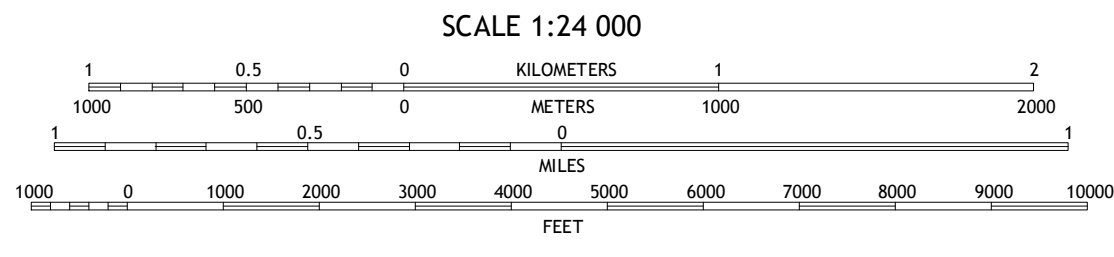 SCALE 1:24 000
1 0.5 0 KILOMETERS 1 2
1000 500 0 METERS 1000 2000
1 0.5 0 1
MILES
1000 0 1000 2000 3000 4000 5000 6000 7000 8000 9000 10000
FEET